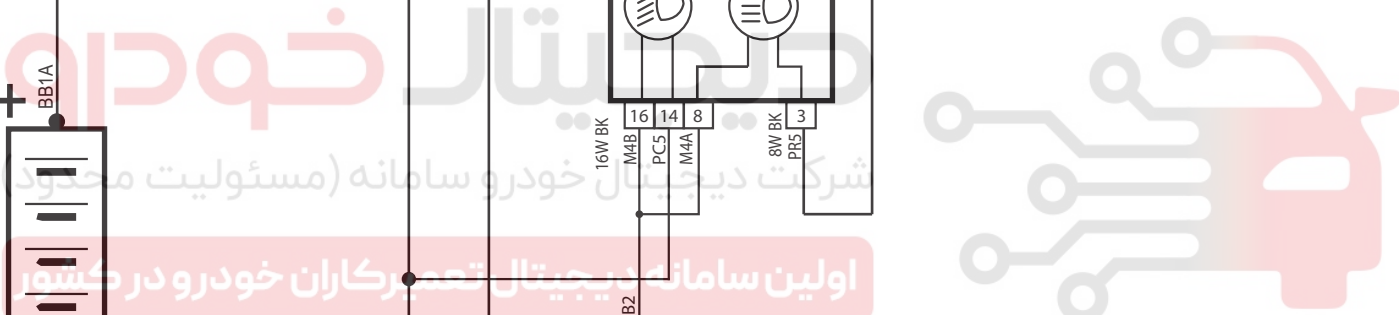 دیجیتال خودرو
BB1A
+
16 14 8 3
16W BK
M4B
PC5
M4A
8W BK
PR5
شرکت دیجیتال خودرو سامانه (مسئولیت محدود)
اولین سامانه دیجیتال تعمیرکاران خودرو در کشور
B2